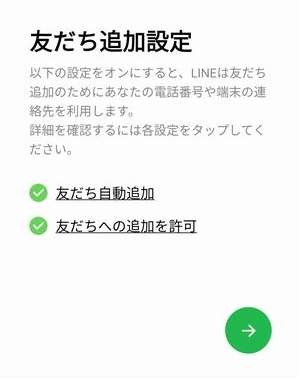 友だち追加設定
以下の設定をオンにすると、LINEは友だち
追加のためにあなたの電話番号や端末の連
絡先を利用します。
詳細を確認するには各設定をタップしてく
ださい。
友だち自動追加
友だちへの追加を許可